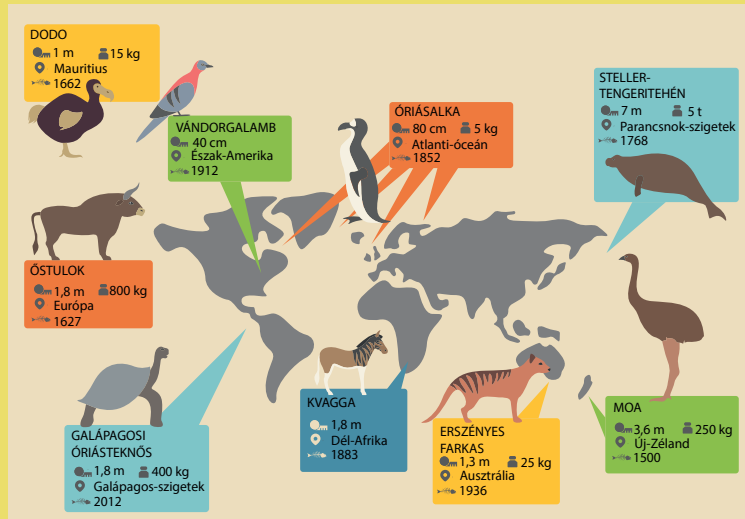 DODO
1 m 15 kg
Mauritius
1662
VÁNDORGALAMB
40 cm
Észak-Amerika
1912
ÓRIÁSALKA
80 cm 5 kg
Atlanti-óceán
1852
STELLER-
TENGERITEHÉN
7 m 5 t
Parancsnok-szigetek
1768
ŐSTULOK
1,8 m 800 kg
Európa
1627
GALÁPAGOSI
ÓRIÁSTEKNŐS
1,8 m 400 kg
Galápagos-szigetek
2012
KVAGGA
1,8 m
Dél-Afrika
1883
ERSZÉNYES
FARKAS
1,3 m 25 kg
Ausztrália
1936
MOA
3,6 m 250 kg
Új-Zéland
1500